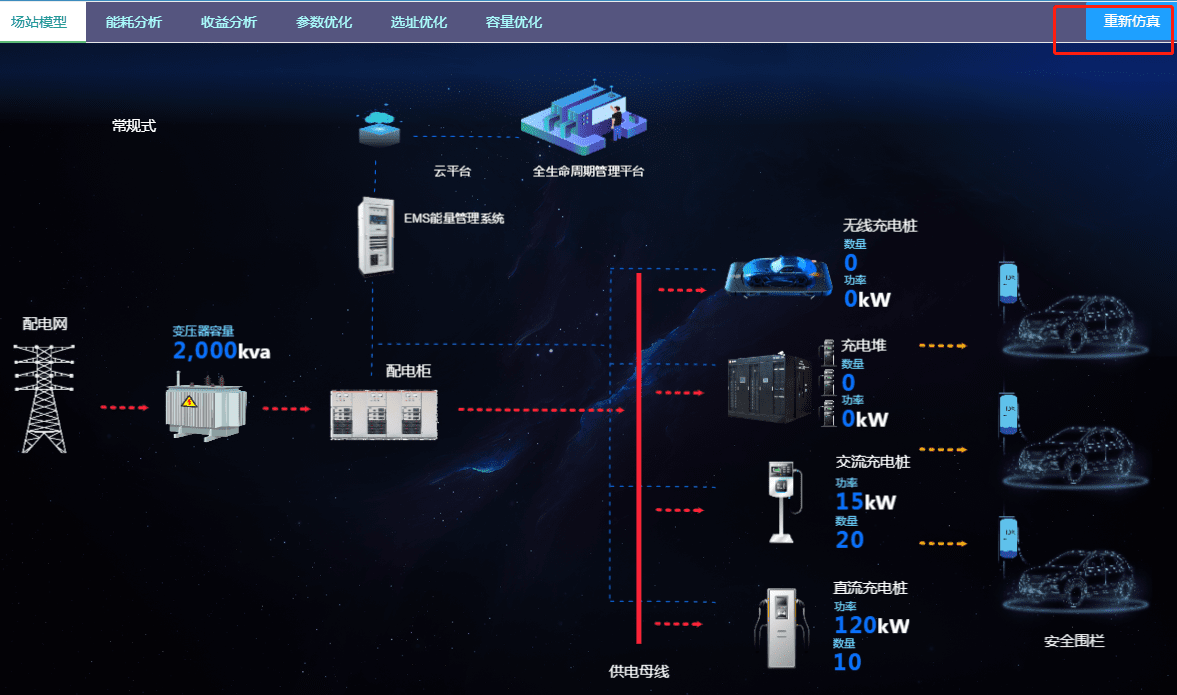 场站模型 能耗分析 收益分析 参数优化 选址优化 容量优化 重新仿真
常规式
云平台
全生命周期管理平台
EMS能量管理系统
无线充电桩
数量
0
功率
0kW
配电网
变压器容量
2,000kva
配电柜
充电堆
数量
0
功率
0kW
交流充电桩
功率
15kW
数量
20
直流充电桩
功率
120kW
数量
10
供电母线
安全围栏